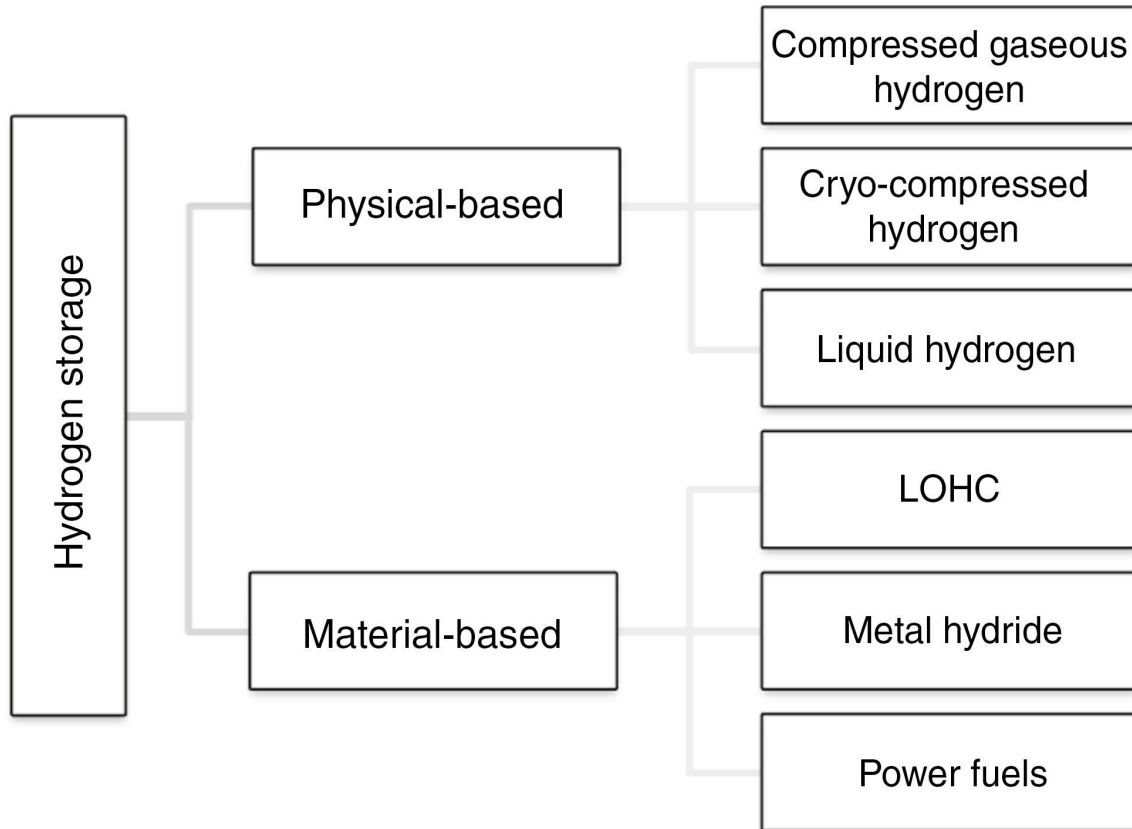 Hydrogen storage
Physical-based
Compressed gaseous
hydrogen
Cryo-compressed
hydrogen
Liquid hydrogen
Material-based
LOHC
Metal hydride
Power fuels